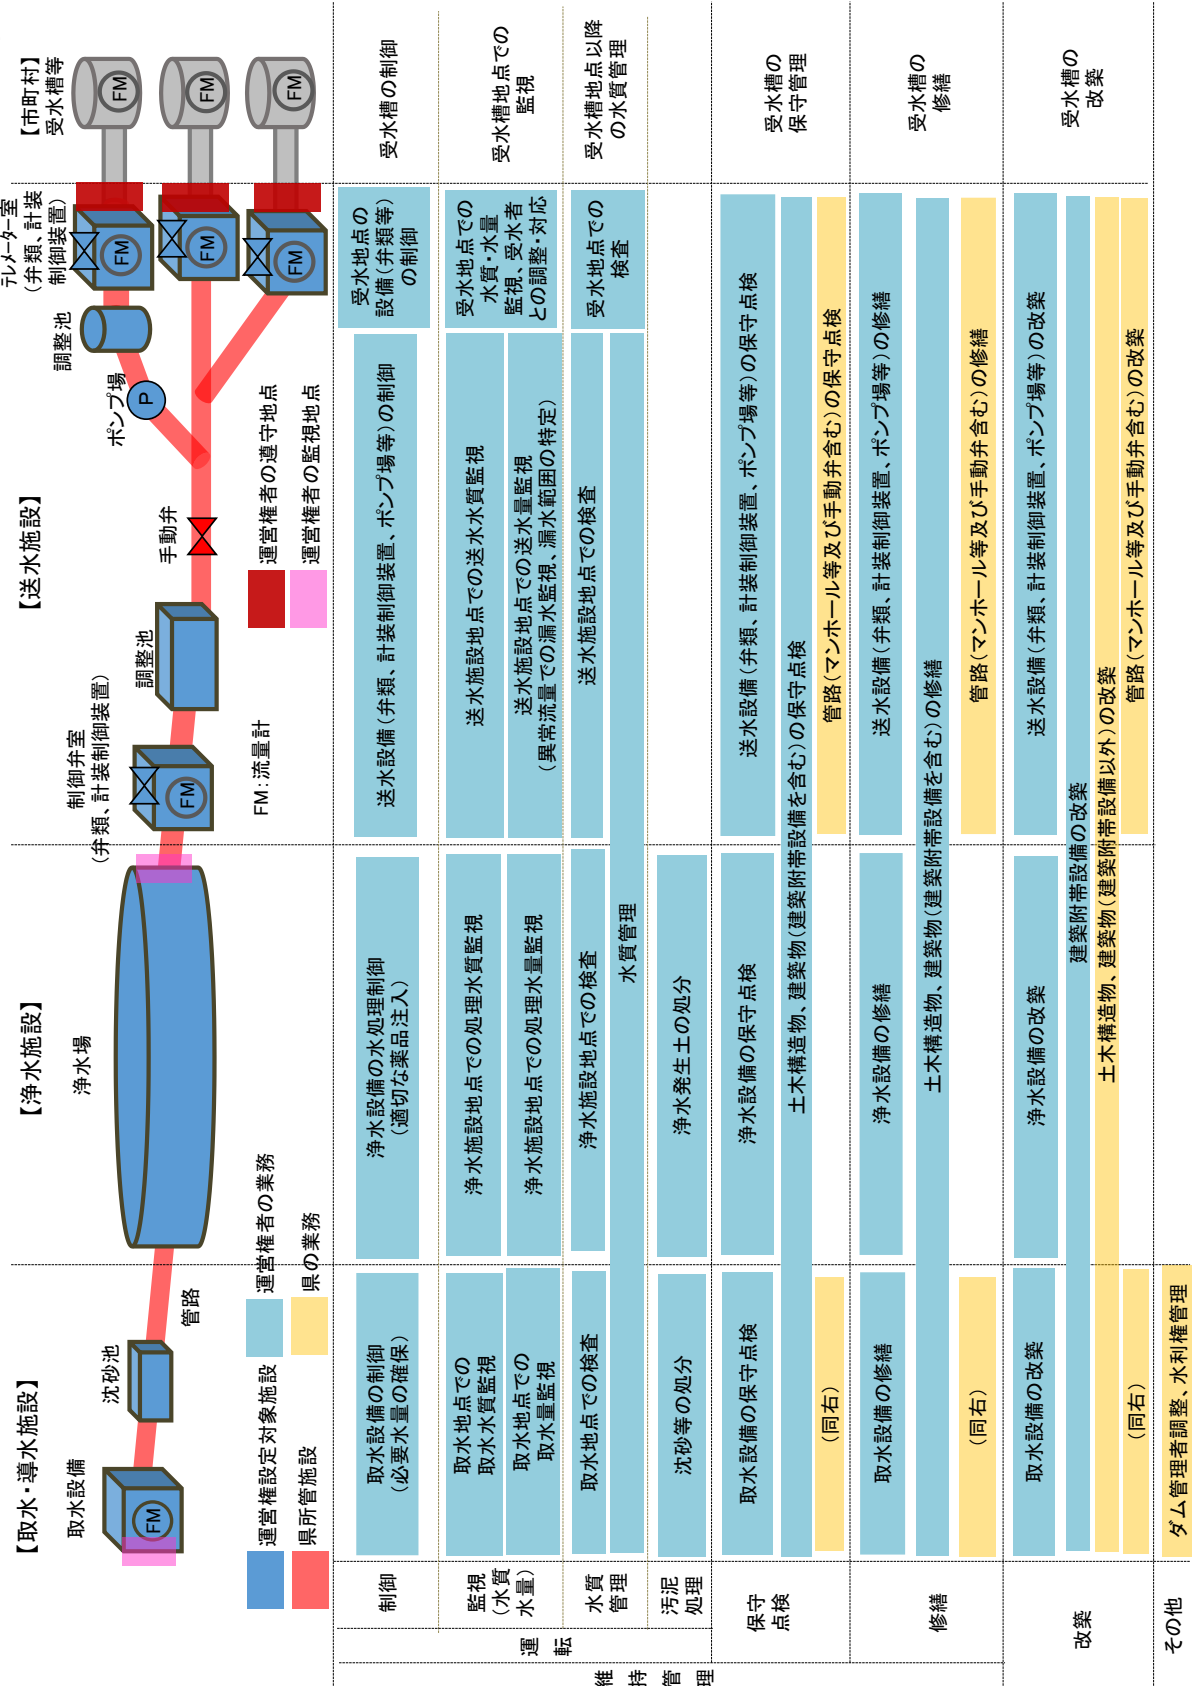 【取水・導水施設】
【浄水施設】
【送水施設】
【市町村】
受水槽等
取水設備
FM
沈砂池
管路
浄水場
制御弁室
(弁類、計装制御装置)
FM
調整池
手動弁
ポンプ場
P
調整池
テレメーター室
(弁類、計装
制御装置)
FM
FM
FM
FM
FM
FM
運営権設定対象施設
県所管施設
運営権者の業務
県の業務
FM:流量計
運営権者の遵守地点
運営権者の監視地点
維持管理
運転
制御
取水設備の制御
(必要水量の確保)
浄水設備の水処理制御
(適切な薬品注入)
送水設備(弁類、計装制御装置、ポンプ場等)の制御
受水地点の
設備(弁類等)
の制御
受水槽の制御
監視
(水質
水量)
取水地点での
取水水質監視
浄水施設地点での処理水質監視
送水施設地点での送水水質監視
取水地点での
取水量監視
浄水施設地点での処理水量監視
送水施設地点での送水量監視
(異常流量での漏水監視、漏水範囲の特定)
受水地点での
水質・水量
監視、受水者
との調整・対応
受水槽地点での
監視
水質
管理
取水地点での検査
浄水施設地点での検査
送水施設地点での検査
受水地点での
検査
水質管理
受水槽地点以降
の水質管理
汚泥
処理
沈砂等の処分
浄水発生土の処分
保守
点検
取水設備の保守点検
浄水設備の保守点検
送水設備(弁類、計装制御装置、ポンプ場等)の保守点検
土木構造物、建築物(建築附帯設備を含む)の保守点検
(同右)
管路(マンホール等及び手動弁含む)の保守点検
受水槽の
保守管理
修繕
取水設備の修繕
浄水設備の修繕
送水設備(弁類、計装制御装置、ポンプ場等)の修繕
土木構造物、建築物(建築附帯設備を含む)の修繕
(同右)
管路(マンホール等及び手動弁含む)の修繕
受水槽の
修繕
改築
取水設備の改築
浄水設備の改築
送水設備(弁類、計装制御装置、ポンプ場等)の改築
建築附帯設備の改築
土木構造物、建築物(建築附帯設備以外)の改築
(同右)
管路(マンホール等及び手動弁含む)の改築
受水槽の
改築
その他
ダム管理者調整、水利権管理